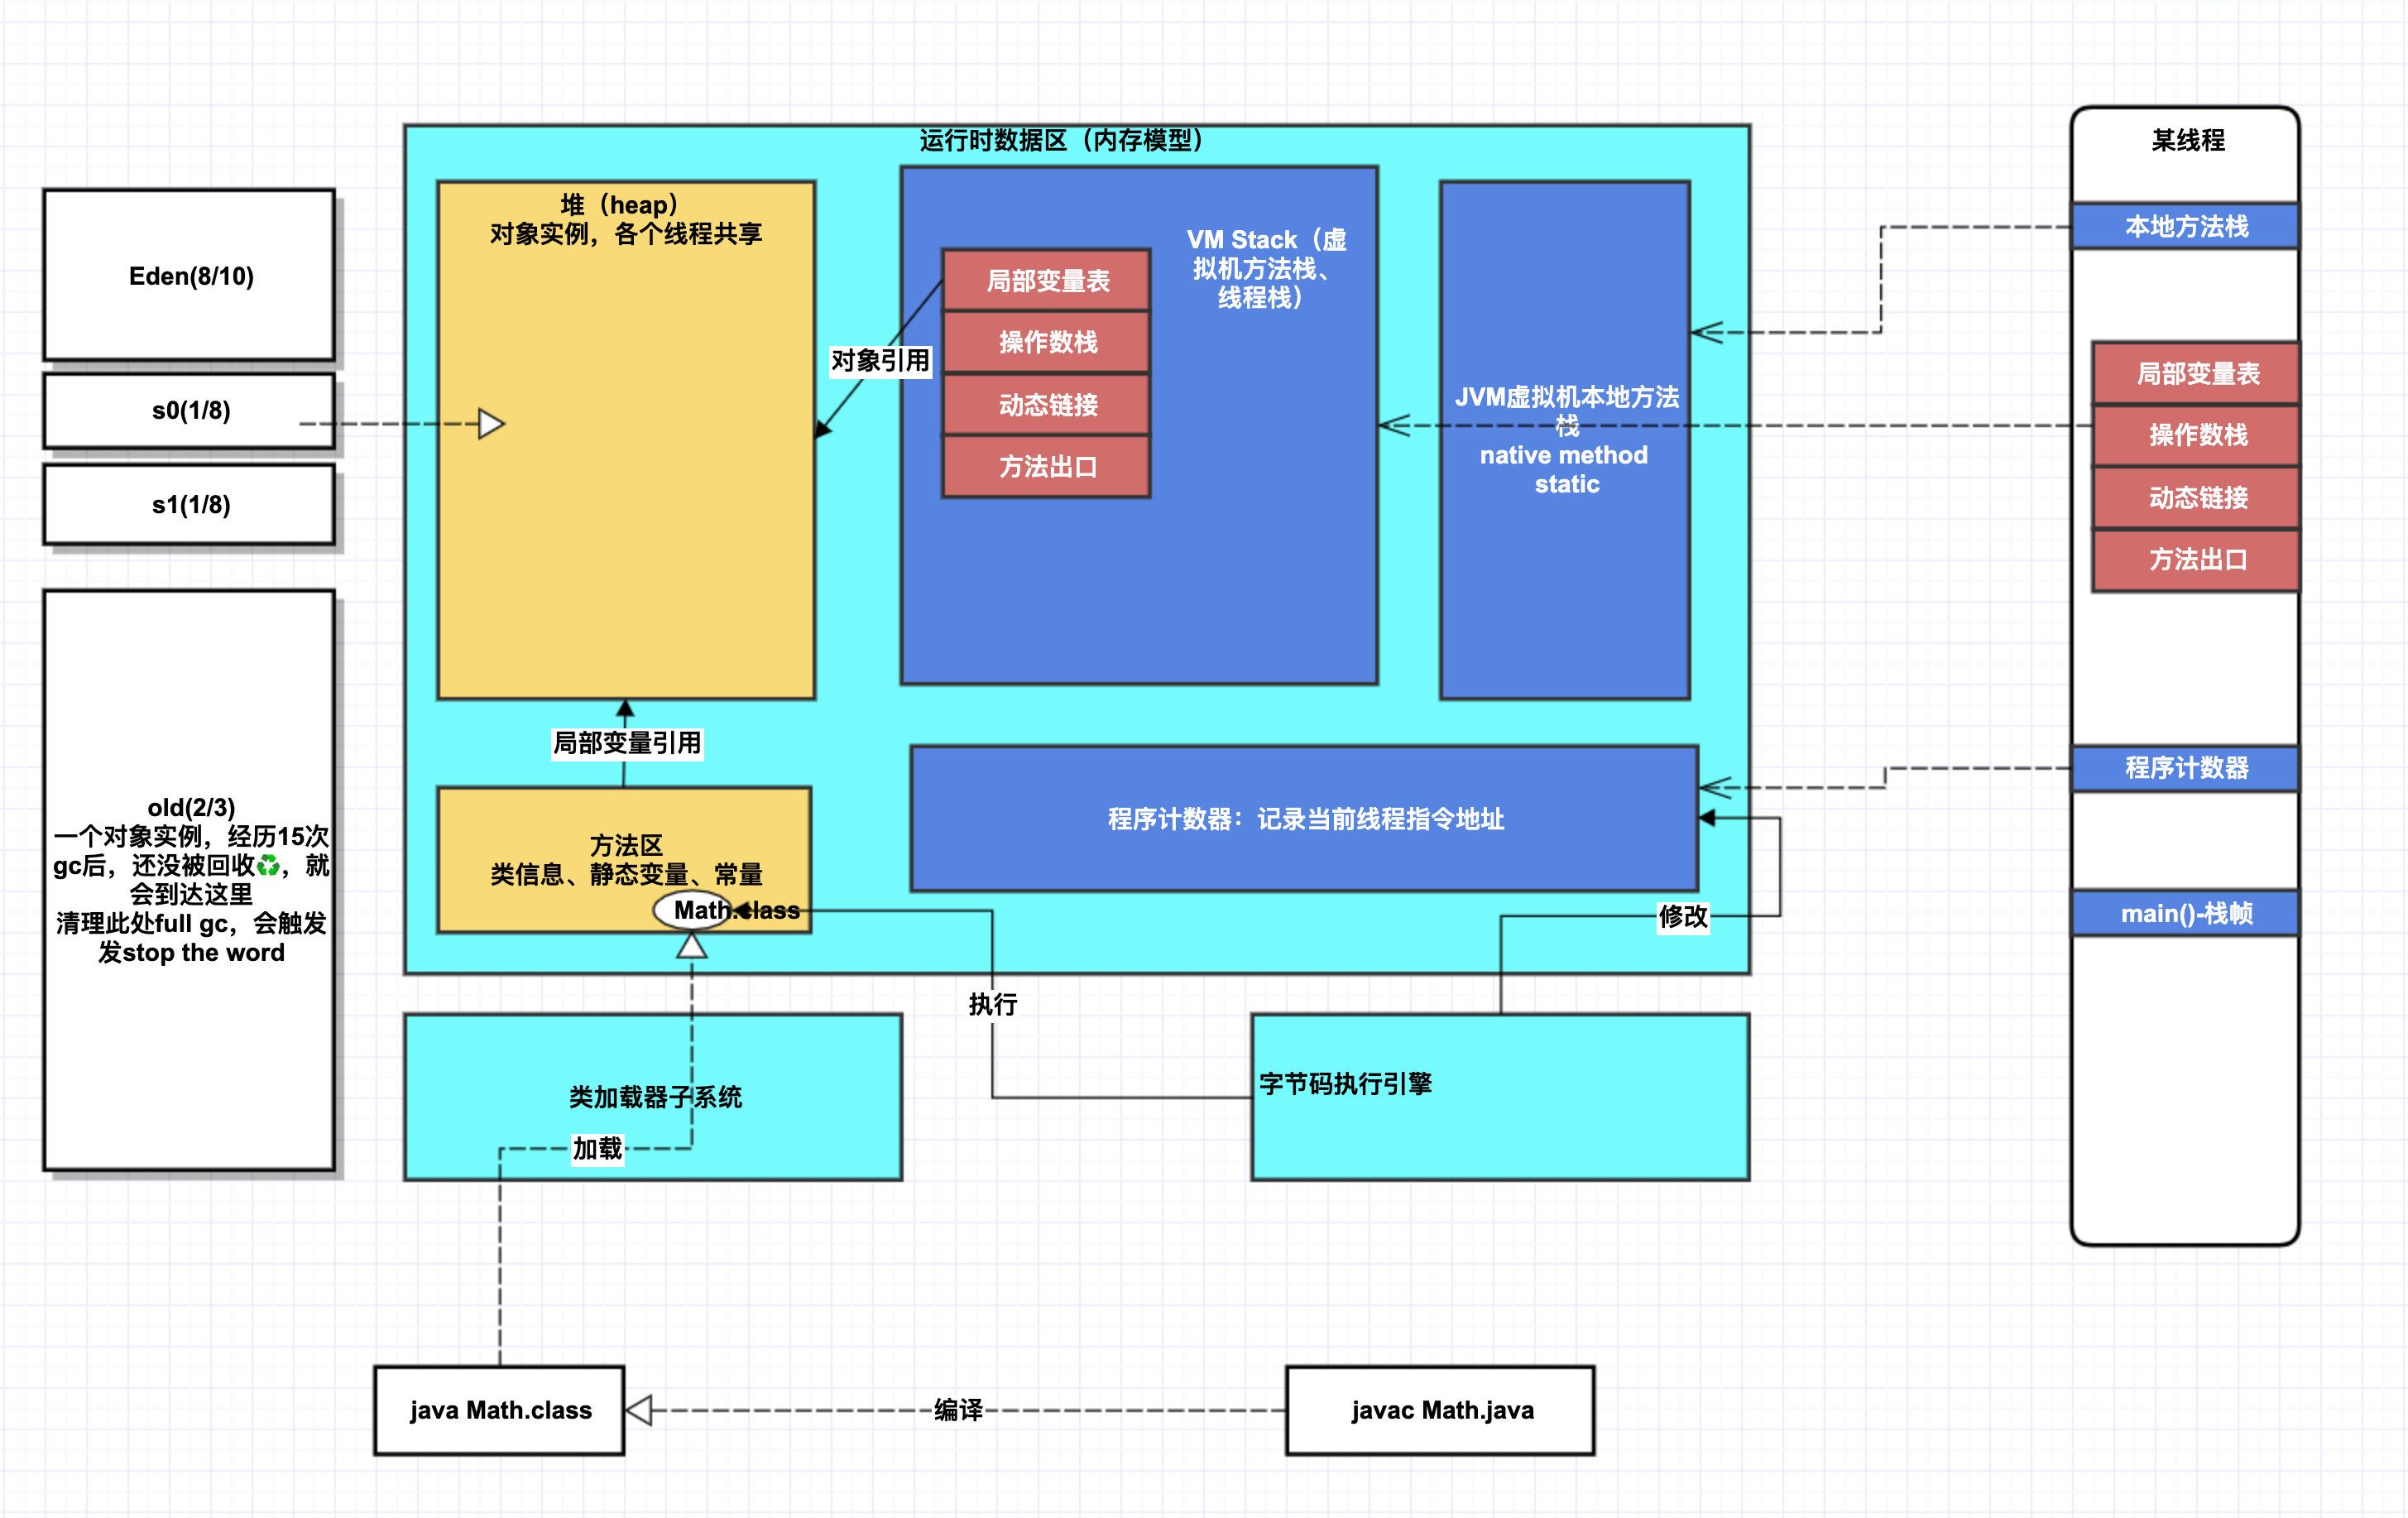 运行时数据区（内存模型）
某线程
Eden(8/10)
s0(1/8)
s1(1/8)
old(2/3)
一个对象实例，经历15次
gc后，还没被回收♻️，就
会到达这里
清理此处full gc，会触发
发stop the word
堆（heap）
对象实例，各个线程共享
对象引用
VM Stack（虚
拟机方法栈、
线程栈）
局部变量表
操作数栈
动态链接
方法出口
JVM虚拟机本地方法
栈
native method
static
本地方法栈
局部变量表
操作数栈
动态链接
方法出口
程序计数器
main()-栈帧
局部变量引用
方法区
类信息、静态变量、常量
Math.class
程序计数器：记录当前线程指令地址
修改
执行
类加载器子系统
加载
字节码执行引擎
java Math.class
编译
javac Math.java